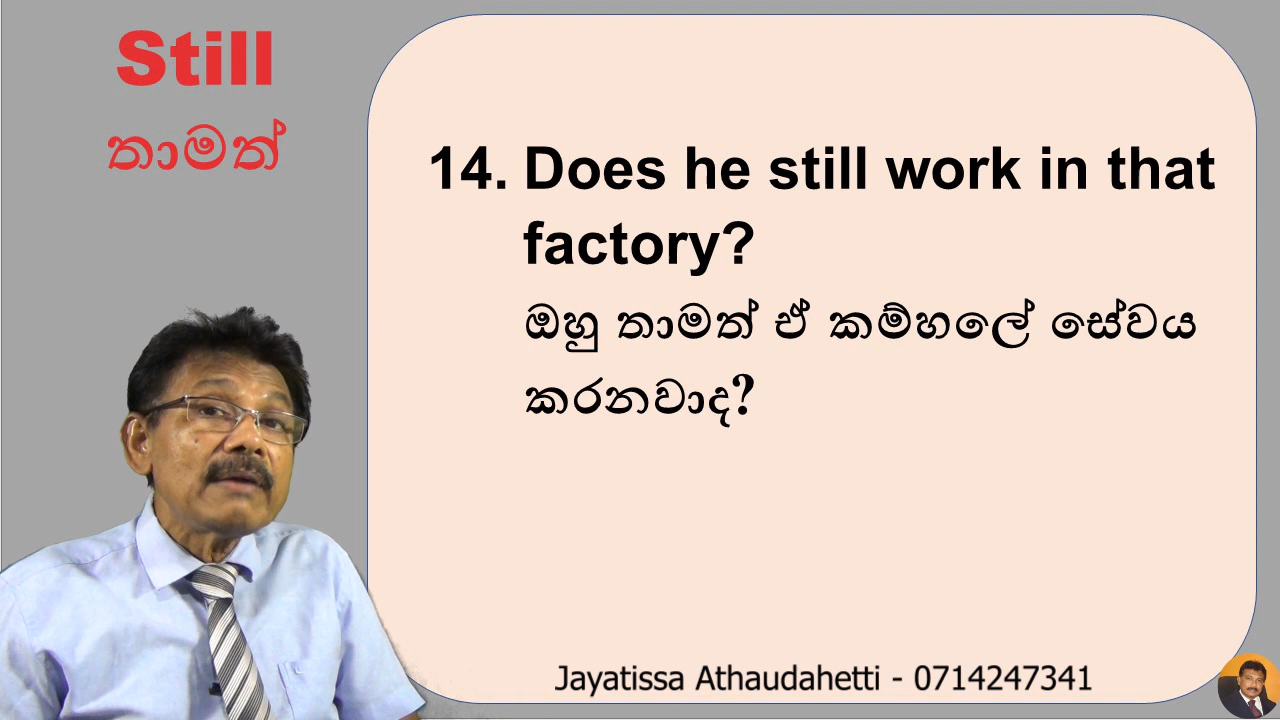 Still
තාමත්
14. Does he still work in that
factory?
ඔහු තාමත් ඒ කම්හලේ සේවය
කරනවාද?
Jayatissa Athaudahetti - 0714247341